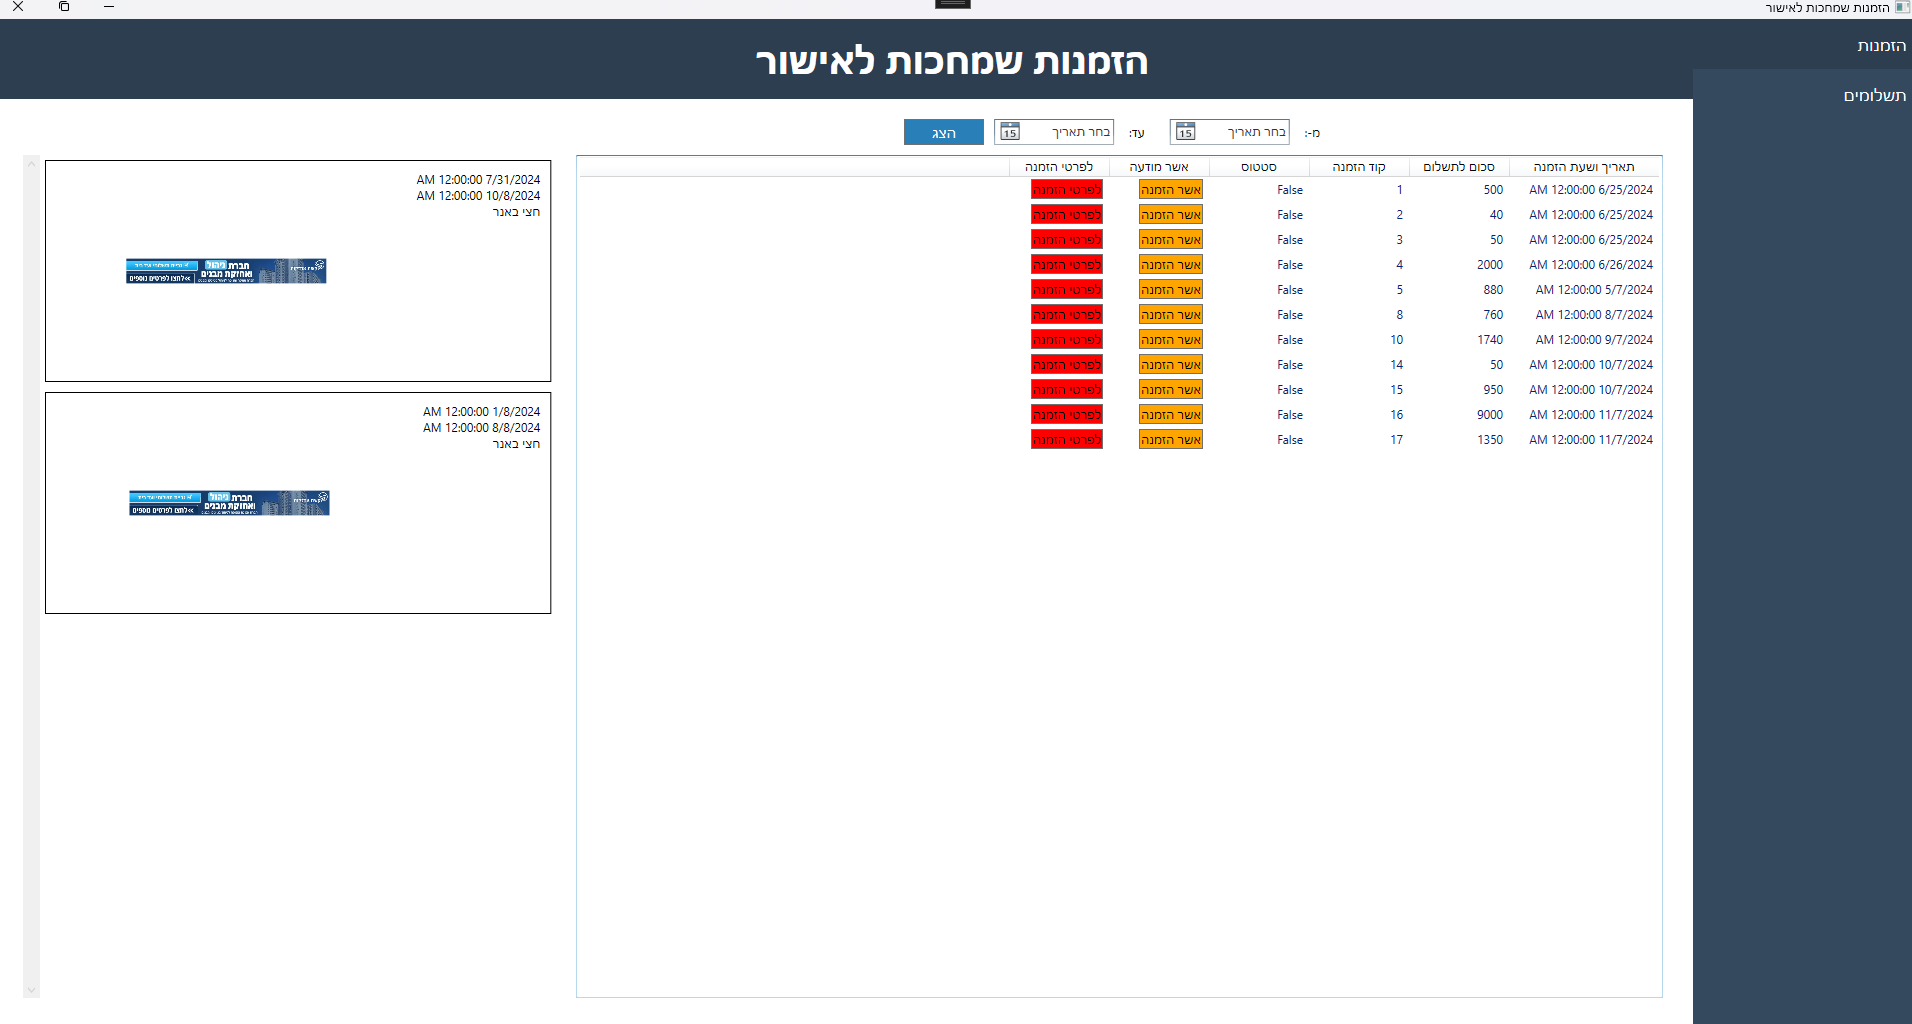 הזמנות שמחכות לאישור
הזמנות
תשלומים
הזמנות שמחכות לאישור
מ-: בחר תאריך 15 עד: בחר תאריך 15 הצג
תאריך ושעת הזמנה סכום לתשלום קוד הזמנה סטטוס אשר מודעה לפרטי הזמנה
AM 12:00:00 6/25/2024 500 1 False אשר הזמנה לפרטי הזמנה
AM 12:00:00 6/25/2024 40 2 False אשר הזמנה לפרטי הזמנה
AM 12:00:00 6/25/2024 50 3 False אשר הזמנה לפרטי הזמנה
AM 12:00:00 6/26/2024 2000 4 False אשר הזמנה לפרטי הזמנה
AM 12:00:00 5/7/2024 880 5 False אשר הזמנה לפרטי הזמנה
AM 12:00:00 8/7/2024 760 8 False אשר הזמנה לפרטי הזמנה
AM 12:00:00 9/7/2024 1740 10 False אשר הזמנה לפרטי הזמנה
AM 12:00:00 10/7/2024 50 14 False אשר הזמנה לפרטי הזמנה
AM 12:00:00 10/7/2024 950 15 False אשר הזמנה לפרטי הזמנה
AM 12:00:00 11/7/2024 9000 16 False אשר הזמנה לפרטי הזמנה
AM 12:00:00 11/7/2024 1350 17 False אשר הזמנה לפרטי הזמנה
AM 12:00:00 7/31/2024
AM 12:00:00 10/8/2024
חצי באנר
חברת ניהול
ואחזקת מבנים
לחצו לפרטים נוספים>>
AM 12:00:00 1/8/2024
AM 12:00:00 8/8/2024
חצי באנר
חברת ניהול
ואחזקת מבנים
לחצו לפרטים נוספים>>